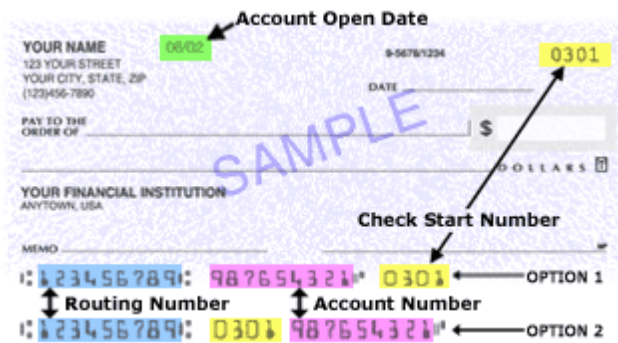 Account Open Date
YOUR NAME 06/02 9-5678/1234 0301
123 YOUR STREET
YOUR CITY, STATE, ZIP
(123)456-7890
DATE
PAY TO THE
ORDER OF $
SAMPLE
DOLLARS
YOUR FINANCIAL INSTITUTION
ANYTOWN, USA
Check Start Number
MEMO
⑆123456789⑆ 987654321⑈ 0301 OPTION 1
Routing Number Account Number
⑆123456789⑆ 0301 987654321⑈ OPTION 2